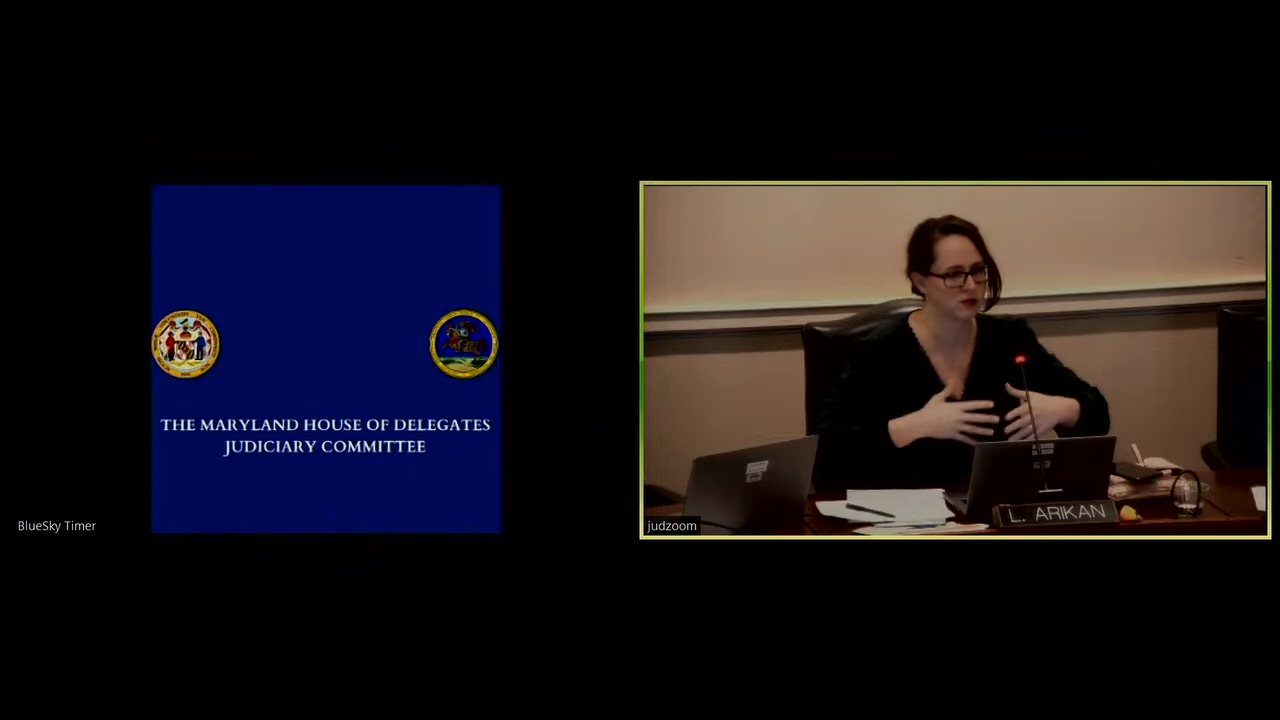 THE MARYLAND HOUSE OF DELEGATES
JUDICIARY COMMITTEE
BlueSky Timer
judzoom
L. ARIKAN